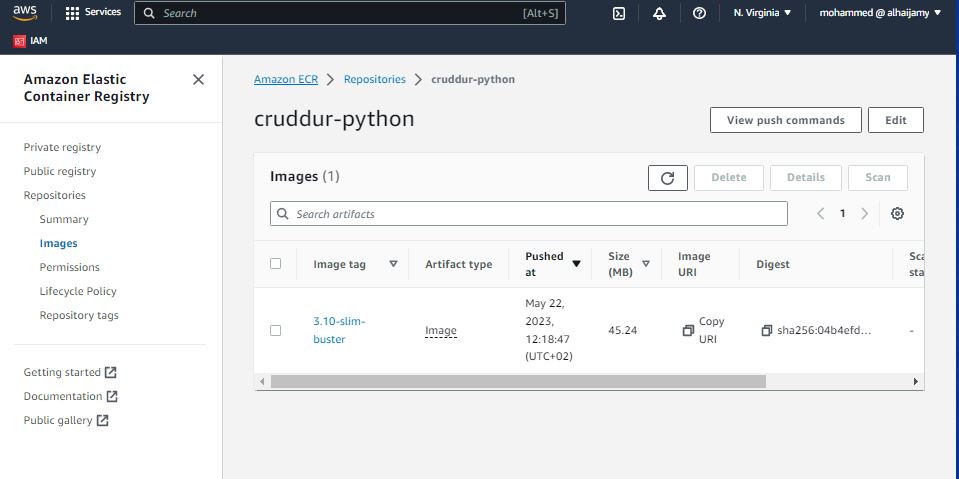 aws
Services
Search
[Alt+S]
N. Virginia
mohammed @ alhaijamy
IAM
Amazon Elastic
Container Registry
Private registry
Public registry
Repositories
Summary
Images
Permissions
Lifecycle Policy
Repository tags
Getting started
Documentation
Public gallery
Amazon ECR
Repositories
cruddur-python
cruddur-python
View push commands
Edit
Images (1)
Delete
Details
Scan
Search artifacts
1
Image tag
Artifact type
Pushed
at
Size
(MB)
Image
URI
Digest
Sca
sta
3.10-slim-
buster
Image
May 22,
2023,
12:18:47
(UTC+02)
45.24
Copy
URI
sha256:04b4efd...
-